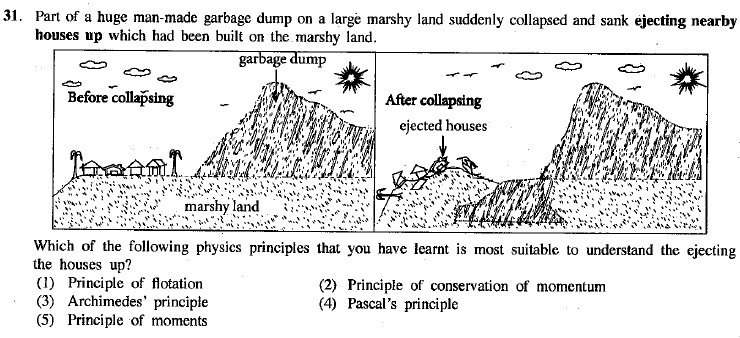 31. Part of a huge man-made garbage dump on a large marshy land suddenly collapsed and sank ejecting nearby
houses up which had been built on the marshy land.
garbage dump
Before collapsing
After collapsing
ejected houses
marshy land
Which of the following physics principles that you have learnt is most suitable to understand the ejecting
the houses up?
(1) Principle of flotation (2) Principle of conservation of momentum
(3) Archimedes' principle (4) Pascal's principle
(5) Principle of moments